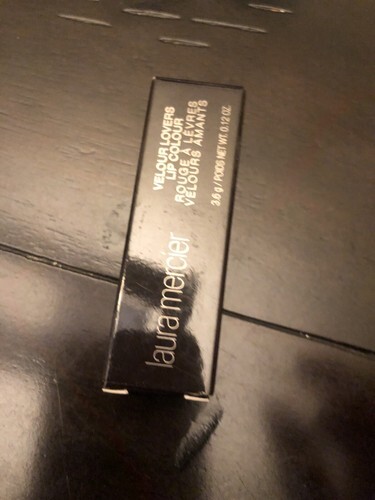 VELOUR LOVERS
LIP COLOUR
ROUGE À LÈVRES
VELOURS AMANTS
3.6 g / POIDS NET WT. 0.12 OZ.
laura mercier